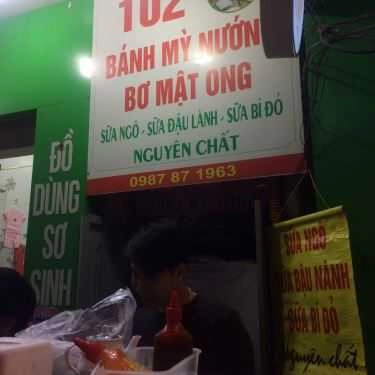 102
BÁNH MỲ NƯỚN
BƠ MẬT ONG
SỮA NGÔ - SỮA ĐẬU LÀNH - SỮA BÍ ĐỎ
NGUYÊN CHẤT
0987 87 1963
ĐỒ
DÙNG
SƠ
SINH
SỮA NGÔ
SỮA ĐẬU NÀNH
SỮA BÍ ĐỎ
Nguyên chất